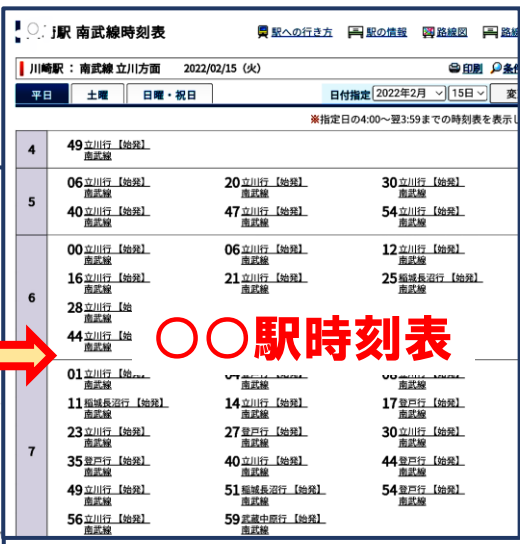 駅 南武線時刻表
駅への行き方 駅の情報 路線図
川崎駅 : 南武線 立川方面 2022/02/15 (火)
印刷
平日 土曜 日曜・祝日 日付指定 2022年2月 15日
※指定日の4:00~翌3:59までの時刻表を表示し
4
49 立川行 【始発】
南武線
5
06 立川行 【始発】 20 立川行 【始発】 30 立川行 【始発】
南武線 南武線 南武線
40 立川行 【始発】 47 立川行 【始発】 54 立川行 【始発】
南武線 南武線 南武線
6
00 立川行 【始発】 06 立川行 【始発】 12 立川行 【始発】
南武線 南武線 南武線
16 立川行 【始発】 21 立川行 【始発】 25 稲城長沼行 【始発】
南武線 南武線 南武線
28 立川行 【始
南武線
44 立川行 【始
南武線
○○駅時刻表
7
01 立川行 【始
南武線 南武線 南武線
11 稲城長沼行 【始発】 14 立川行 【始発】 17 登戸行 【始発】
南武線 南武線 南武線
23 立川行 【始発】 27 登戸行 【始発】 30 立川行 【始発】
南武線 南武線 南武線
35 登戸行 【始発】 40 立川行 【始発】 44 登戸行 【始発】
南武線 南武線 南武線
49 立川行 【始発】 51 稲城長沼行 【始発】 54 登戸行 【始発】
南武線 南武線 南武線
56 立川行 【始発】 59 武蔵中原行 【始発】
南武線 南武線